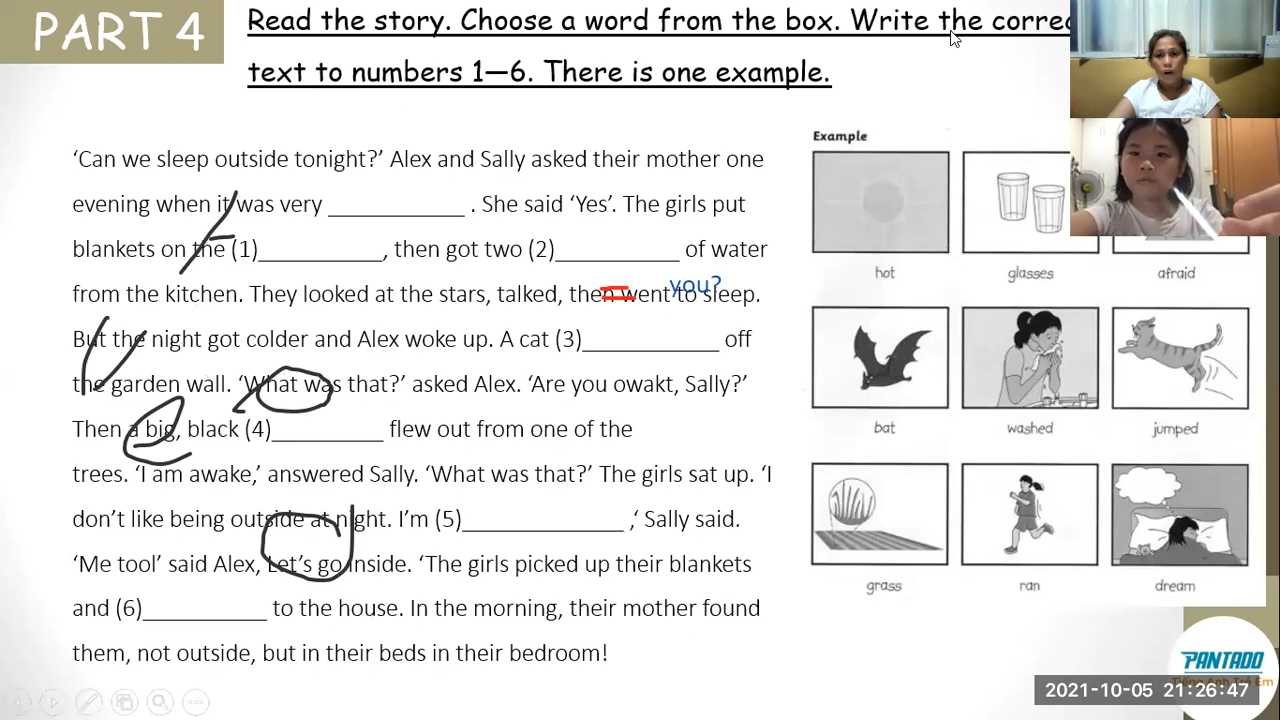 PART 4
Read the story. Choose a word from the box. Write the correc
text to numbers 1—6. There is one example.
‘Can we sleep outside tonight?’ Alex and Sally asked their mother one
evening when it was very ____________ . She said ‘Yes’. The girls put
blankets on the (1)___________, then got two (2)___________ of water
from the kitchen. They looked at the stars, talked, then went to sleep.
you?
But the night got colder and Alex woke up. A cat (3)____________ off
the garden wall. ‘What was that?’ asked Alex. ‘Are you owakt, Sally?’
Then a big, black (4)__________ flew out from one of the
trees. ‘I am awake,’ answered Sally. ‘What was that?’ The girls sat up. ‘I
don’t like being outside at night. I’m (5)______________ ,‘ Sally said.
‘Me tool’ said Alex, Let’s go inside. ‘The girls picked up their blankets
and (6)___________ to the house. In the morning, their mother found
them, not outside, but in their beds in their bedroom!
Example
hot
glasses
afraid
bat
washed
jumped
grass
ran
dream
PANTADO
Tiếng Anh Trẻ Em
2021-10-05 21:26:47